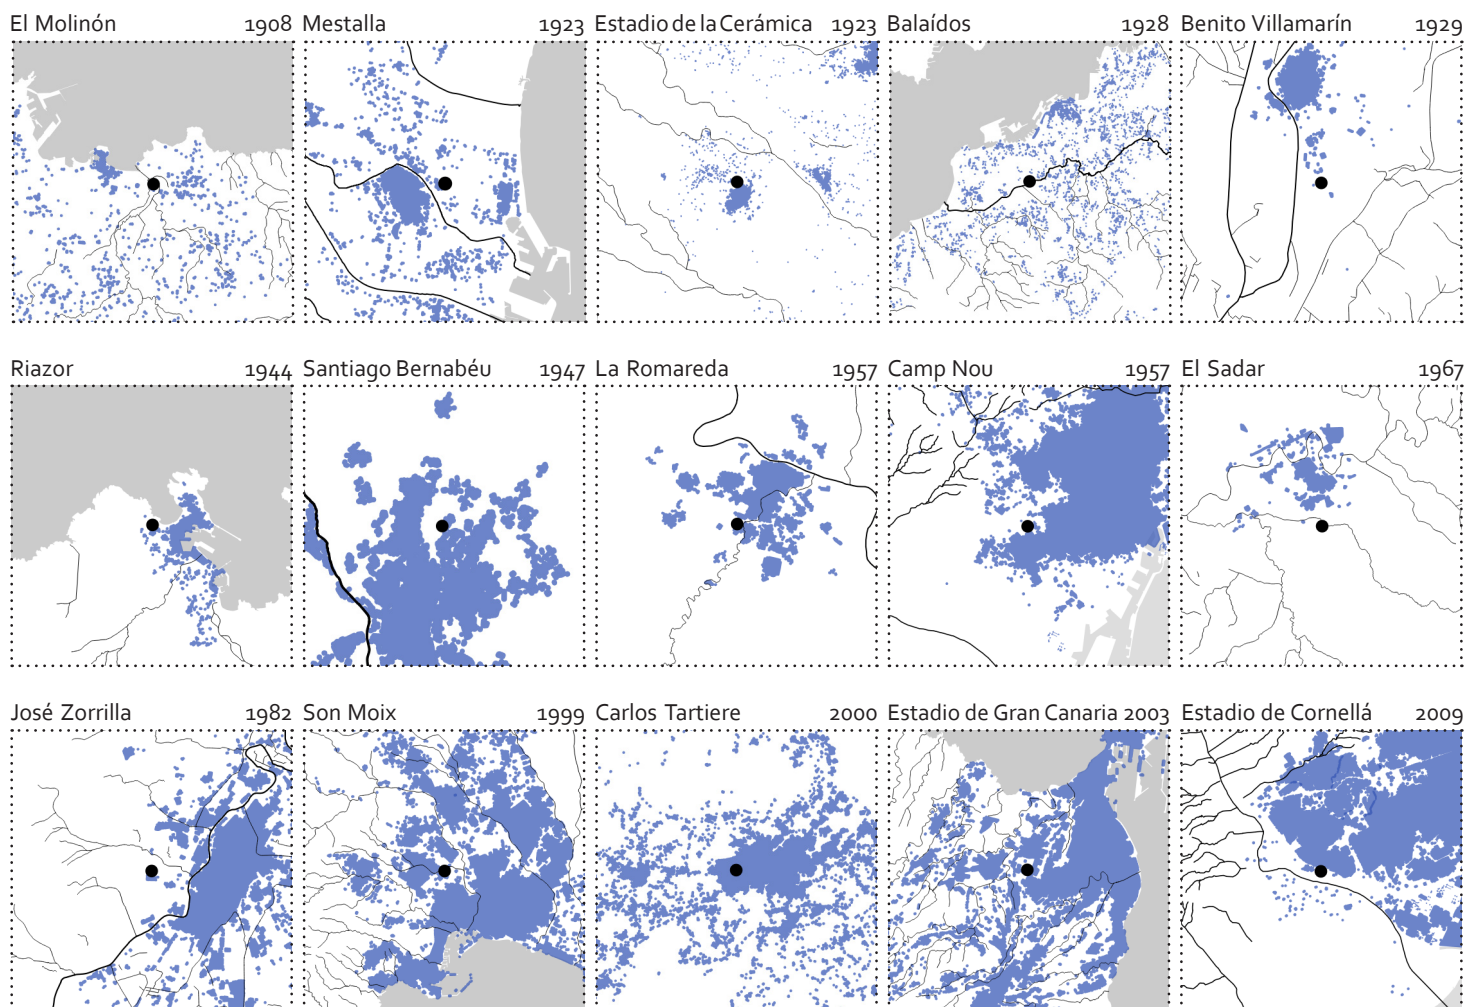 El Molinón 1908 Mestalla 1923 Estadio de la Cerámica 1923 Balaídos 1928 Benito Villamarín 1929
Riazor 1944 Santiago Bernabéu 1947 La Romareda 1957 Camp Nou 1957 El Sadar 1967
José Zorrilla 1982 Son Moix 1999 Carlos Tartiere 2000 Estadio de Gran Canaria 2003 Estadio de Cornellá 2009